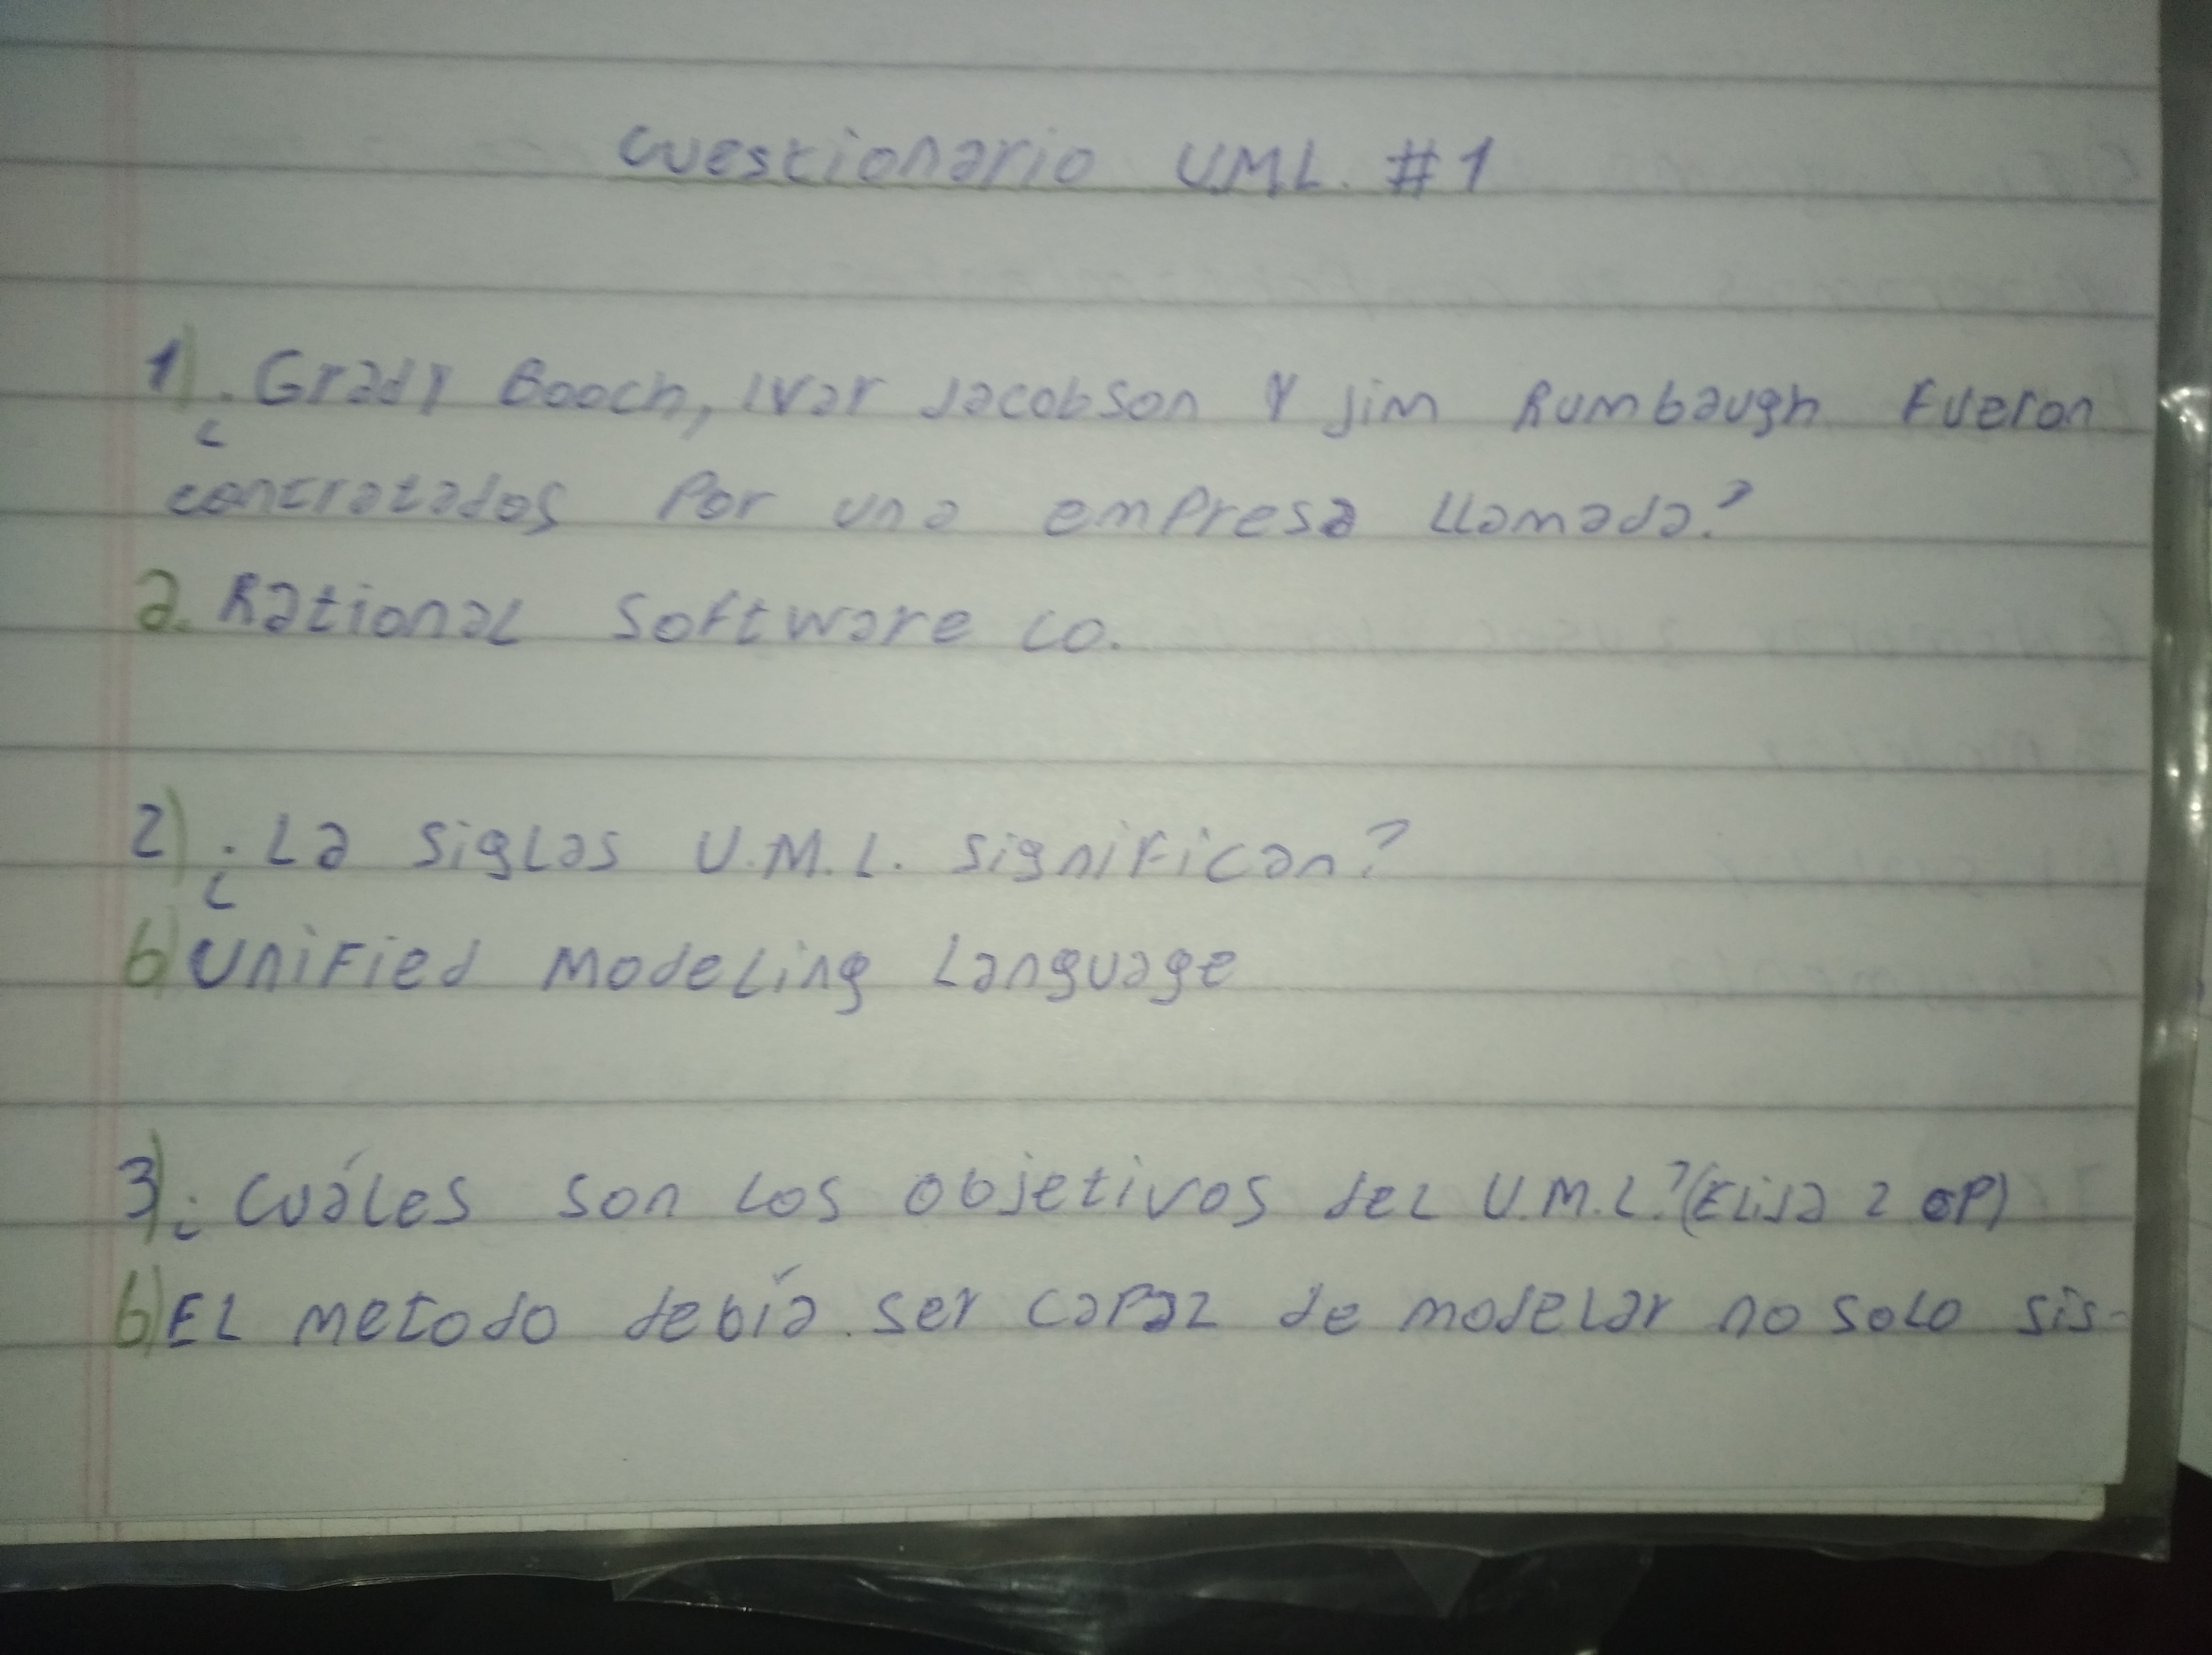 Cuestionario U.M.L. #1
1) ¿Grady Booch, Ivar Jacobson y Jim Rumbaugh Fueron
contratados Por una empresa llamada?
a. Rational Software Co.
2) ¿La siglas U.M.L. significan?
b) Unified Modeling Language
3) ¿Cuáles son los objetivos del U.M.L.? (Elija 2 OP)
b) El metodo debía ser capaz de modelar no solo sis-